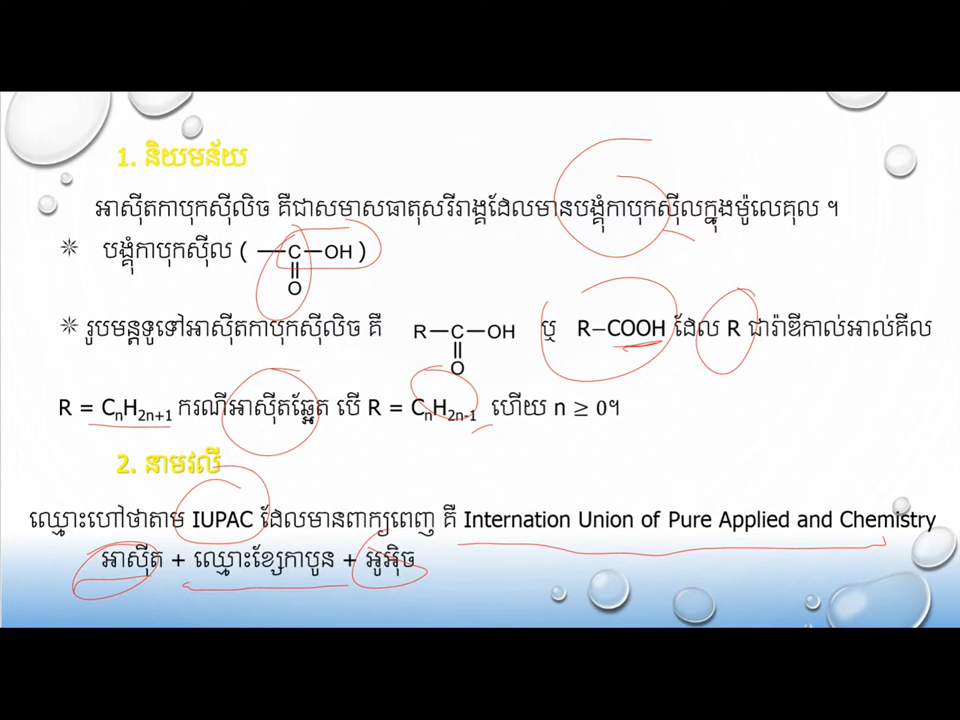 1. និយមន័យ
អាស៊ីតកាបុកស៊ីលិច គឺជាសមាសធាតុសរីរាង្គដែលមានបង្គុំកាបុកស៊ីលក្នុងម៉ូលេគុល ។
បង្គុំកាបុកស៊ីល ( —C—OH )
O
រូបមន្តទូទៅអាស៊ីតកាបុកស៊ីលិច គឺ R—C—OH ឬ R–COOH ដែល R ជារ៉ាឌីកាល់អាល់គីល
O
R = CₙH₂ₙ₊₁ ករណីអាស៊ីតឆ្អែត បើ R = CₙH₂ₙ₋₁ ហើយ n ≥ 0។
2. នាមវលី
ឈ្មោះហៅថាតាម IUPAC ដែលមានពាក្យពេញ គឺ Internation Union of Pure Applied and Chemistry
អាស៊ីត + ឈ្មោះខ្សែកាបូន + អូអ៊ិច